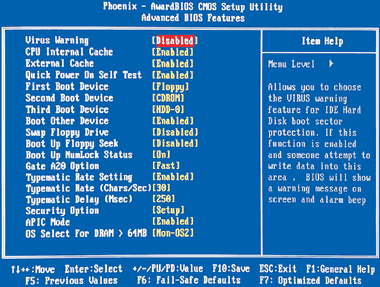 Phoenix - AwardBIOS CMOS Setup Utility
Advanced BIOS Features
Virus Warning [Disabled]
CPU Internal Cache [Enabled]
External Cache [Enabled]
Quick Power On Self Test [Enabled]
First Boot Device [Floppy]
Second Boot Device [CDROM]
Third Boot Device [HDD-0]
Boot Other Device [Enabled]
Swap Floppy Drive [Disabled]
Boot Up Floppy Seek [Disabled]
Boot Up NumLock Status [On]
Gate A20 Option [Fast]
Typematic Rate Setting [Enabled]
Typematic Rate (Chars/Sec) [30]
Typematic Delay (Msec) [250]
Security Option [Setup]
APIC Mode [Enabled]
OS Select For DRAM > 64MB [Non-OS2]
Item Help
Menu Level ▶
Allows you to choose
the VIRUS warning
feature for IDE Hard
Disk boot sector
protection. If this
function is enabled
and someone attempt to
write data into this
area , BIOS will show
a warning message on
screen and alarm beep
↑↓→←:Move Enter:Select +/-/PU/PD:Value F10:Save ESC:Exit F1:General Help
F5: Previous Values F6: Fail-Safe Defaults F7: Optimized Defaults